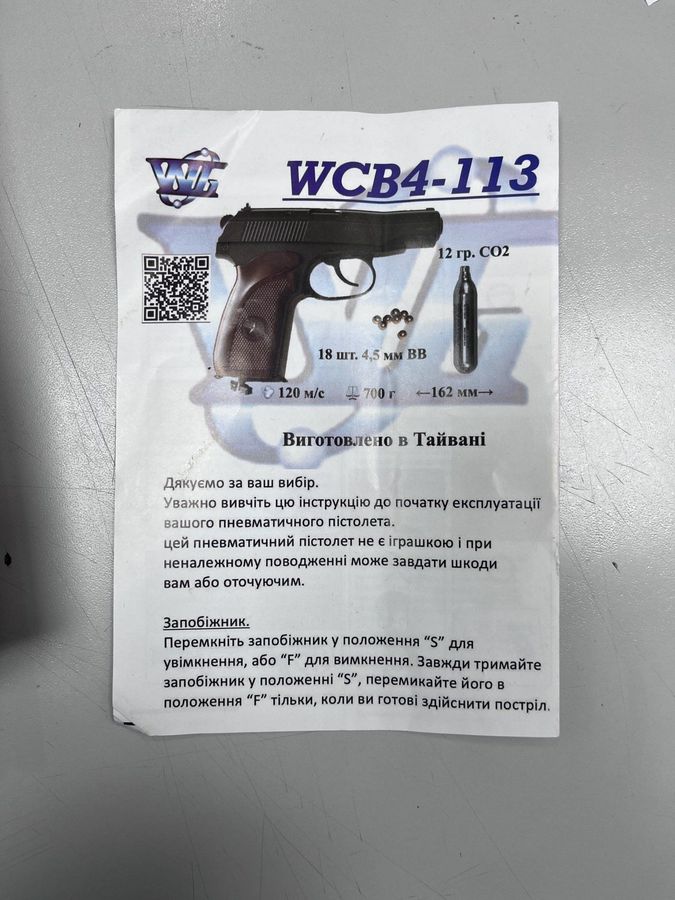 WG
WCB4-113
12 гр. CO2
18 шт. 4,5 мм BB
120 м/с 700 г ←162 мм→
Виготовлено в Тайвані
Дякуємо за ваш вибір.
Уважно вивчіть цю інструкцію до початку експлуатації
вашого пневматичного пістолета.
цей пневматичний пістолет не є іграшкою і при
неналежному поводженні може завдати шкоди
вам або оточуючим.
Запобіжник.
Перемкніть запобіжник у положення “S” для
увімкнення, або “F” для вимкнення. Завжди тримайте
запобіжник у положенні “S”, перемикайте його в
положення “F” тільки, коли ви готові здійснити постріл.